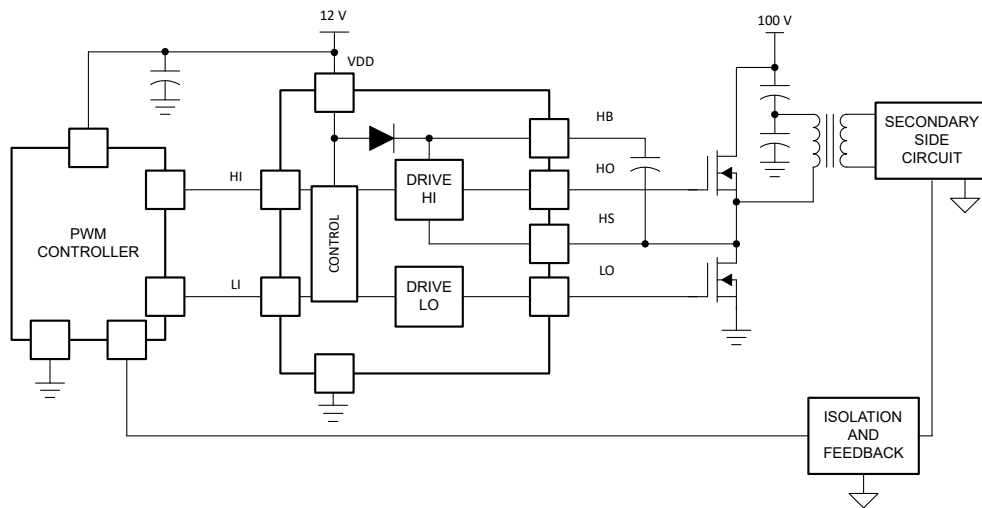 12 V
100 V
VDD
HB
SECONDARY
SIDE
CIRCUIT
HI
DRIVE
HI
HO
PWM
CONTROLLER
CONTROL
HS
LI
DRIVE
LO
LO
ISOLATION
AND
FEEDBACK